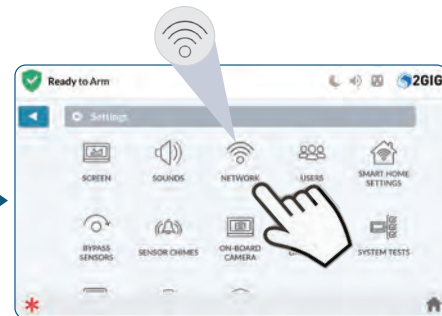 Ready to Arm
2GIG
Settings
SCREEN
SOUNDS
NETWORK
USERS
SMART HOME
SETTINGS
BYPASS
SENSORS
SENSOR CHIMES
ON-BOARD
CAMERA
SYSTEM TESTS